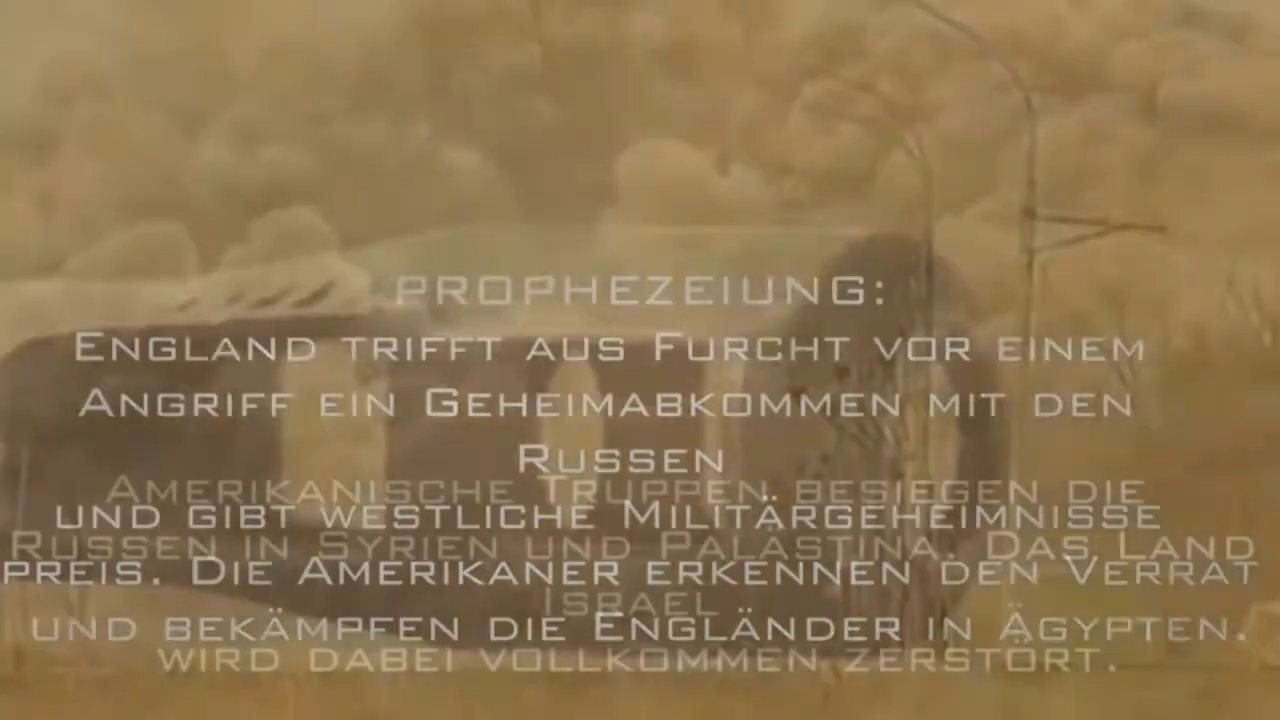 PROPHEZEIUNG:
ENGLAND TRIFFT AUS FURCHT VOR EINEM
ANGRIFF EIN GEHEIMABKOMMEN MIT DEN
RUSSEN
AMERIKANISCHE TRUPPEN BESIEGEN DIE
UND GIBT WESTLICHE MILITÄRGEHEIMNISSE
RUSSEN IN SYRIEN UND PALÄSTINA. DAS LAND
PREIS. DIE AMERIKANER ERKENNEN DEN VERRAT
ISRAEL
UND BEKÄMPFEN DIE ENGLÄNDER IN ÄGYPTEN.
WIRD DABEI VOLLKOMMEN ZERSTÖRT.